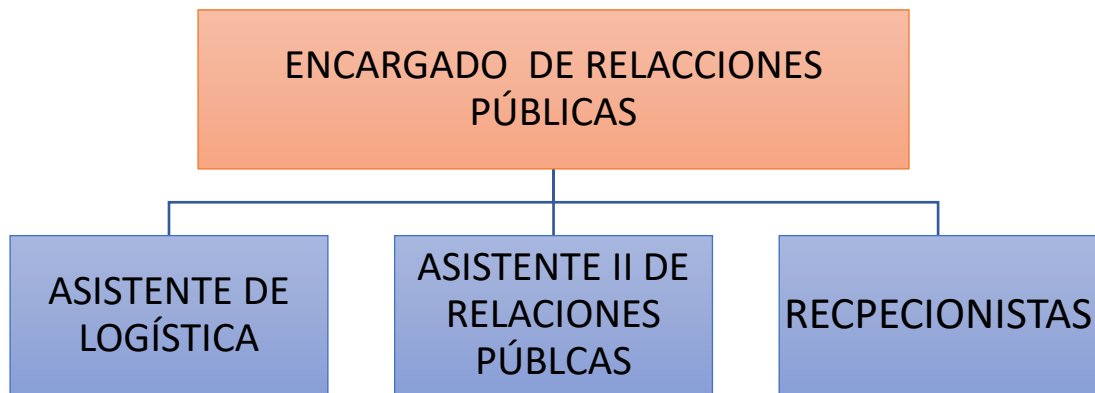 ENCARGADO DE RELACCIONES
PÚBLICAS
ASISTENTE DE
LOGÍSTICA
ASISTENTE II DE
RELACIONES
PÚBLCAS
RECPECIONISTAS